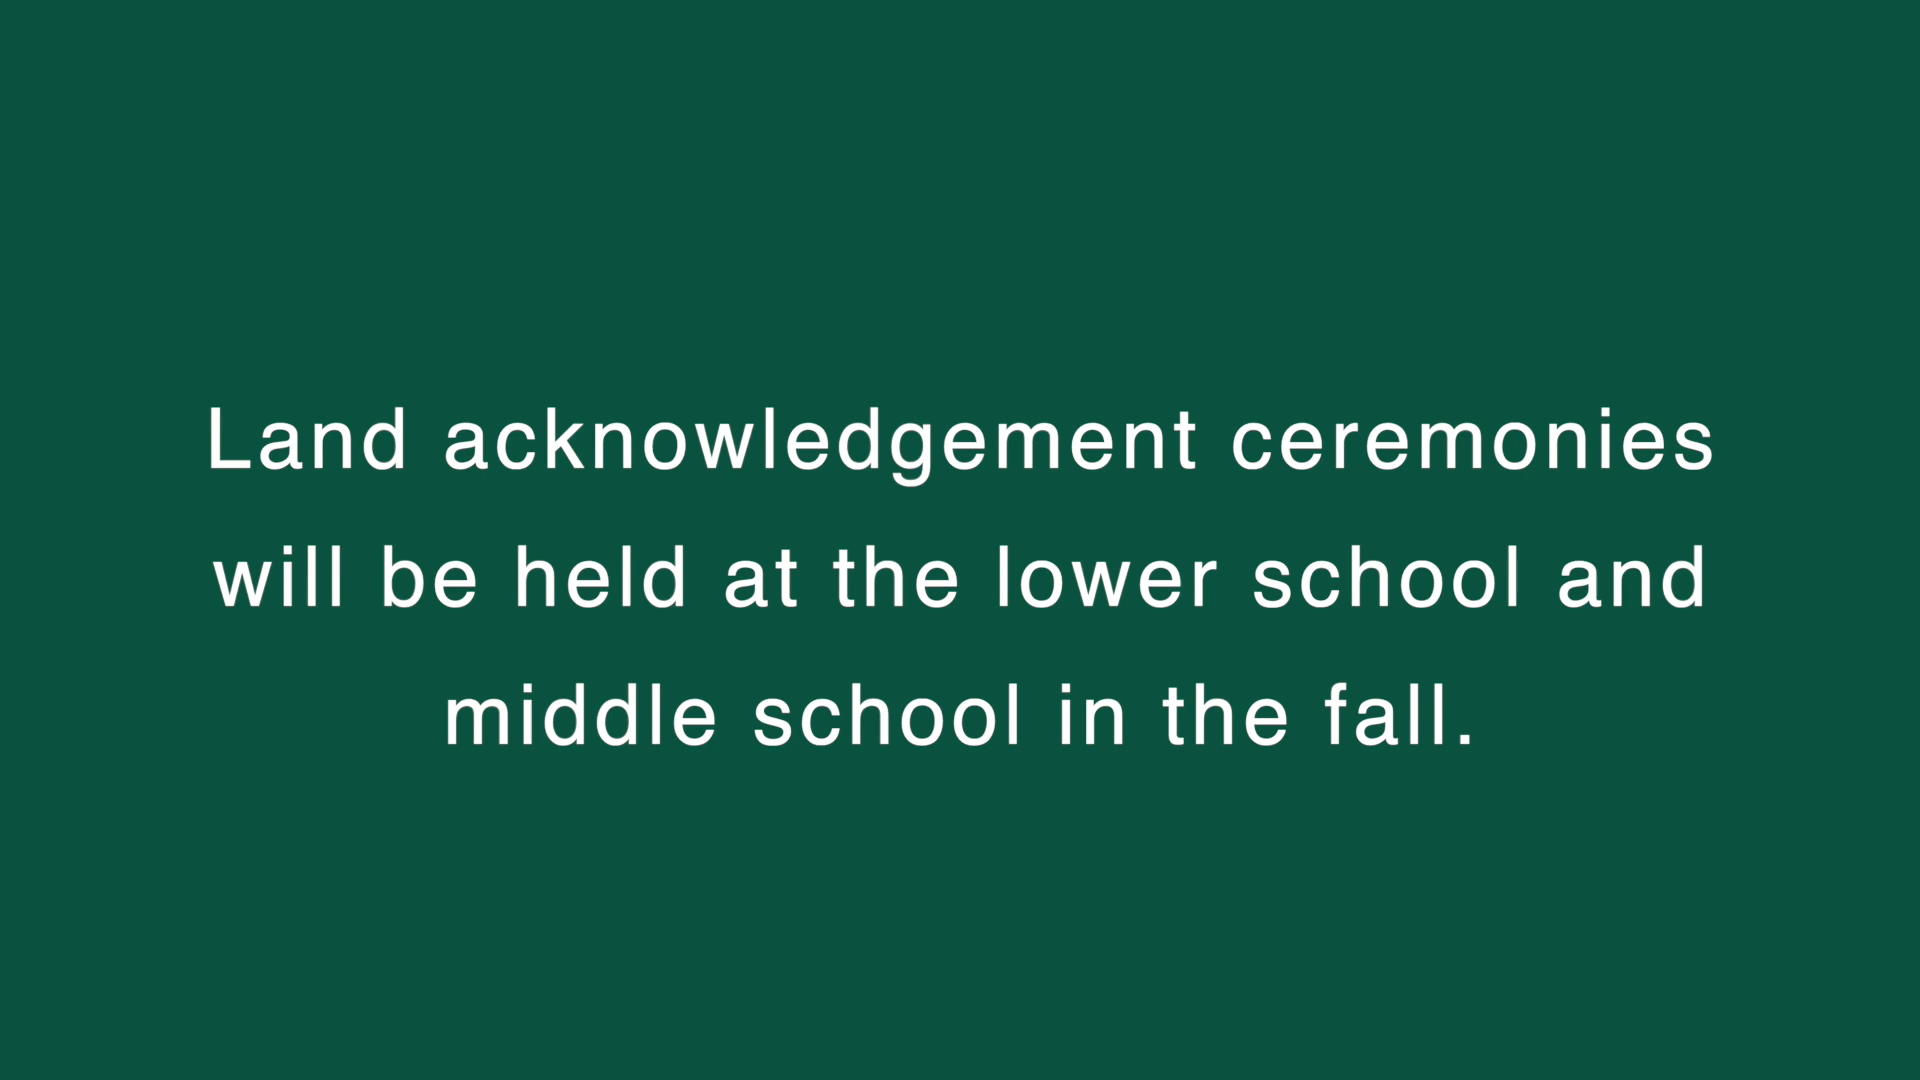 Land acknowledgement ceremonies
will be held at the lower school and
middle school in the fall.